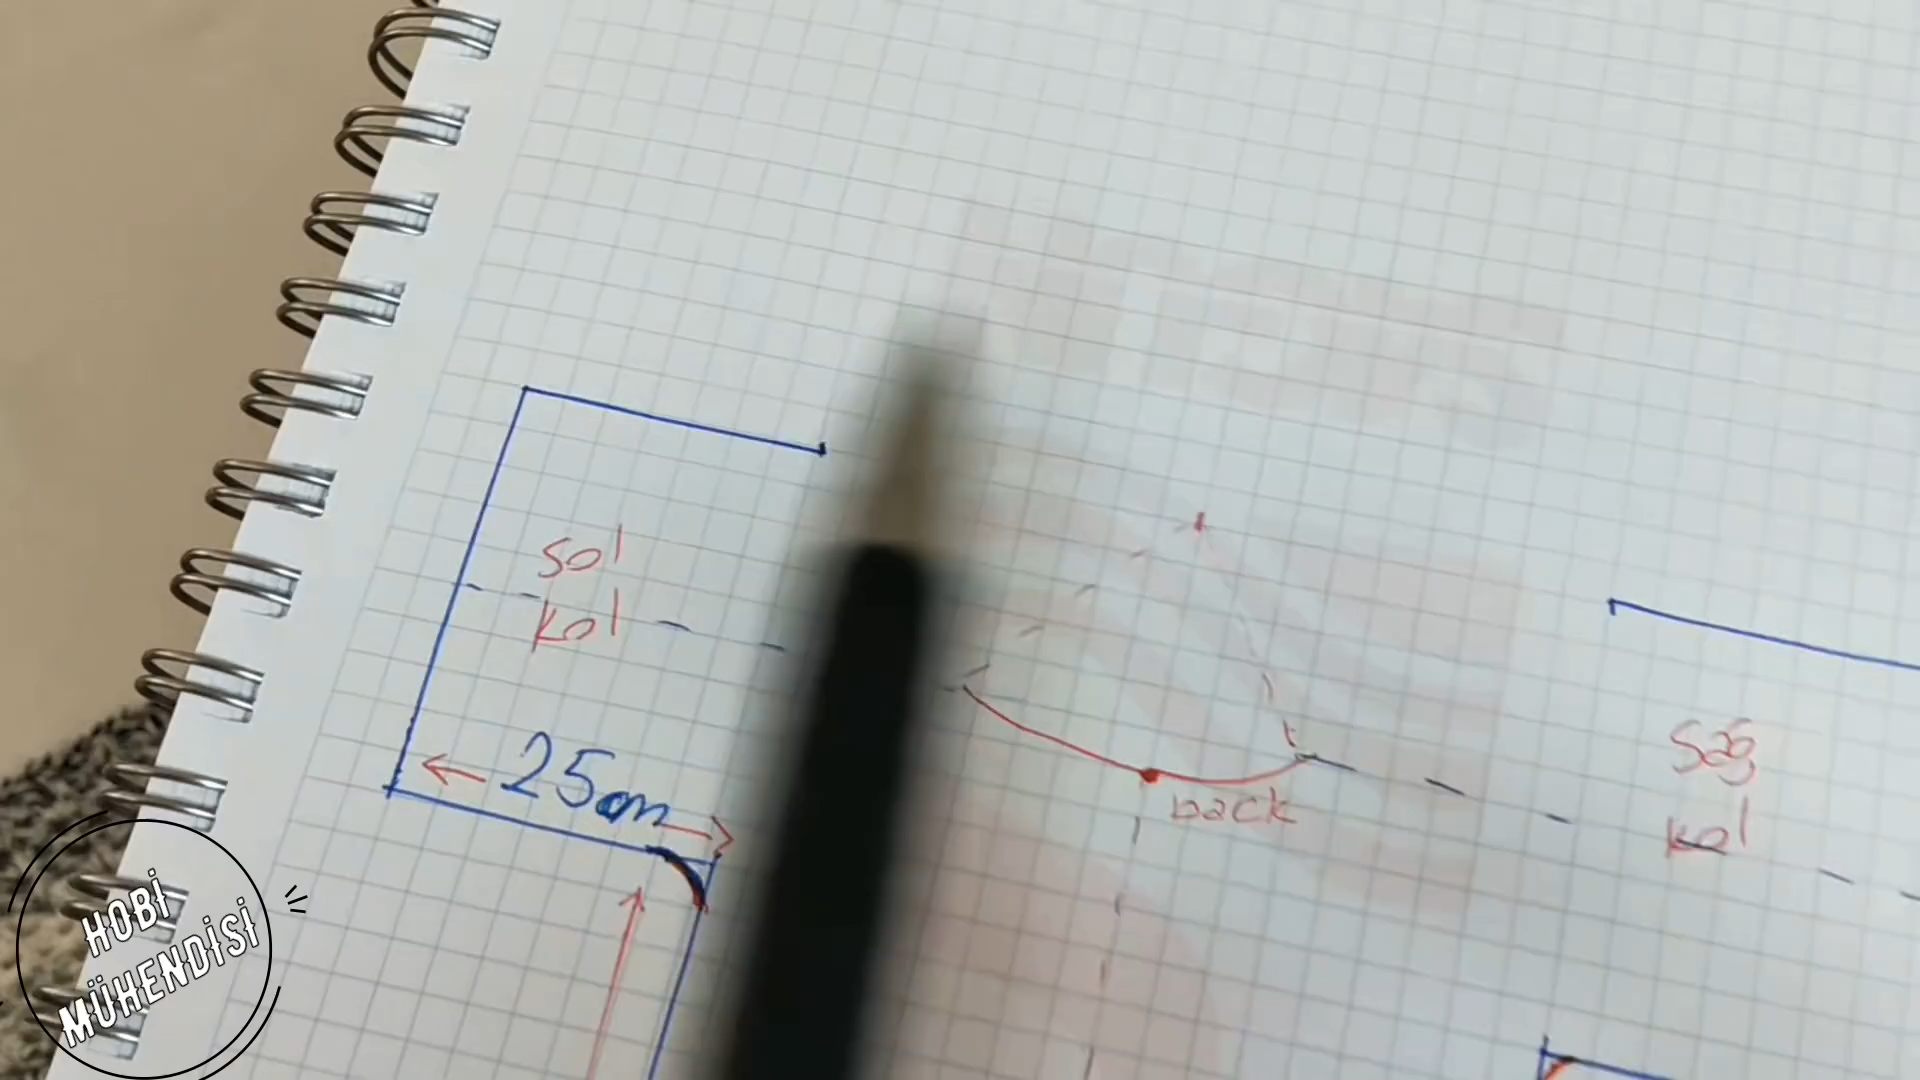 sol
kol
25cm
back
sağ
kol
HOBİ
MÜHENDİSİ